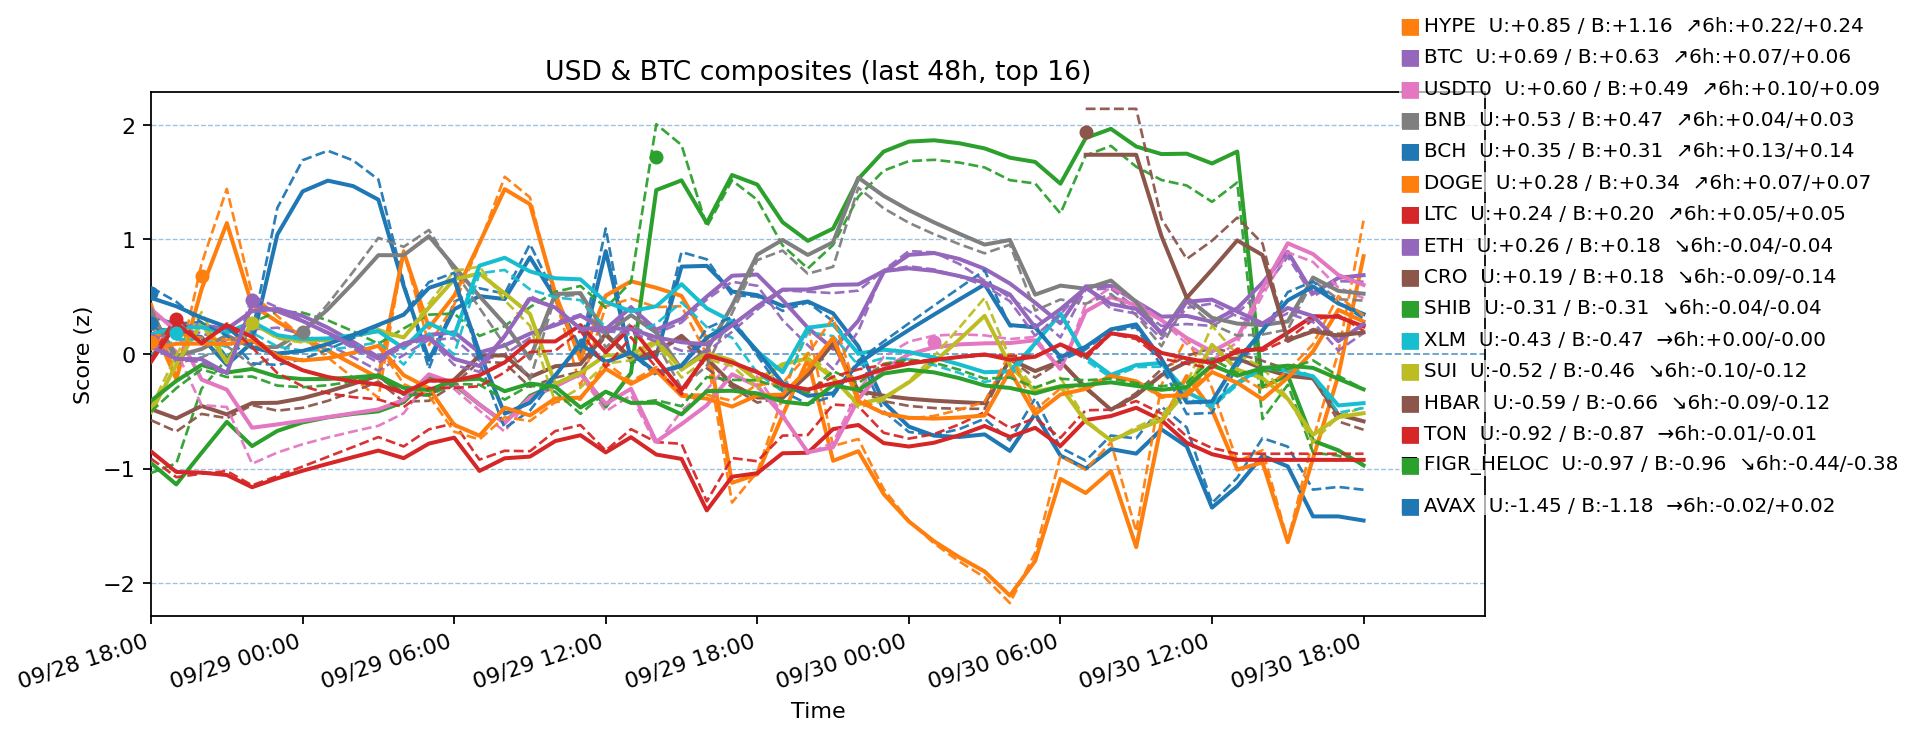 USD & BTC composites (last 48h, top 16)
HYPE U:+0.85 / B:+1.16 ↗6h:+0.22/+0.24
BTC U:+0.69 / B:+0.63 ↗6h:+0.07/+0.06
USDT0 U:+0.60 / B:+0.49 ↗6h:+0.10/+0.09
BNB U:+0.53 / B:+0.47 ↗6h:+0.04/+0.03
BCH U:+0.35 / B:+0.31 ↗6h:+0.13/+0.14
DOGE U:+0.28 / B:+0.34 ↗6h:+0.07/+0.07
LTC U:+0.24 / B:+0.20 ↗6h:+0.05/+0.05
ETH U:+0.26 / B:+0.18 ↘6h:-0.04/-0.04
CRO U:+0.19 / B:+0.18 ↘6h:-0.09/-0.14
SHIB U:-0.31 / B:-0.31 ↘6h:-0.04/-0.04
XLM U:-0.43 / B:-0.47 →6h:+0.00/-0.00
SUI U:-0.52 / B:-0.46 ↘6h:-0.10/-0.12
HBAR U:-0.59 / B:-0.66 ↘6h:-0.09/-0.12
TON U:-0.92 / B:-0.87 →6h:-0.01/-0.01
FIGR_HELOC U:-0.97 / B:-0.96 ↘6h:-0.44/-0.38
AVAX U:-1.45 / B:-1.18 →6h:-0.02/+0.02
Score (z)
2
1
0
−1
−2
09/28 18:00
09/29 00:00
09/29 06:00
09/29 12:00
09/29 18:00
09/30 00:00
09/30 06:00
09/30 12:00
09/30 18:00
Time